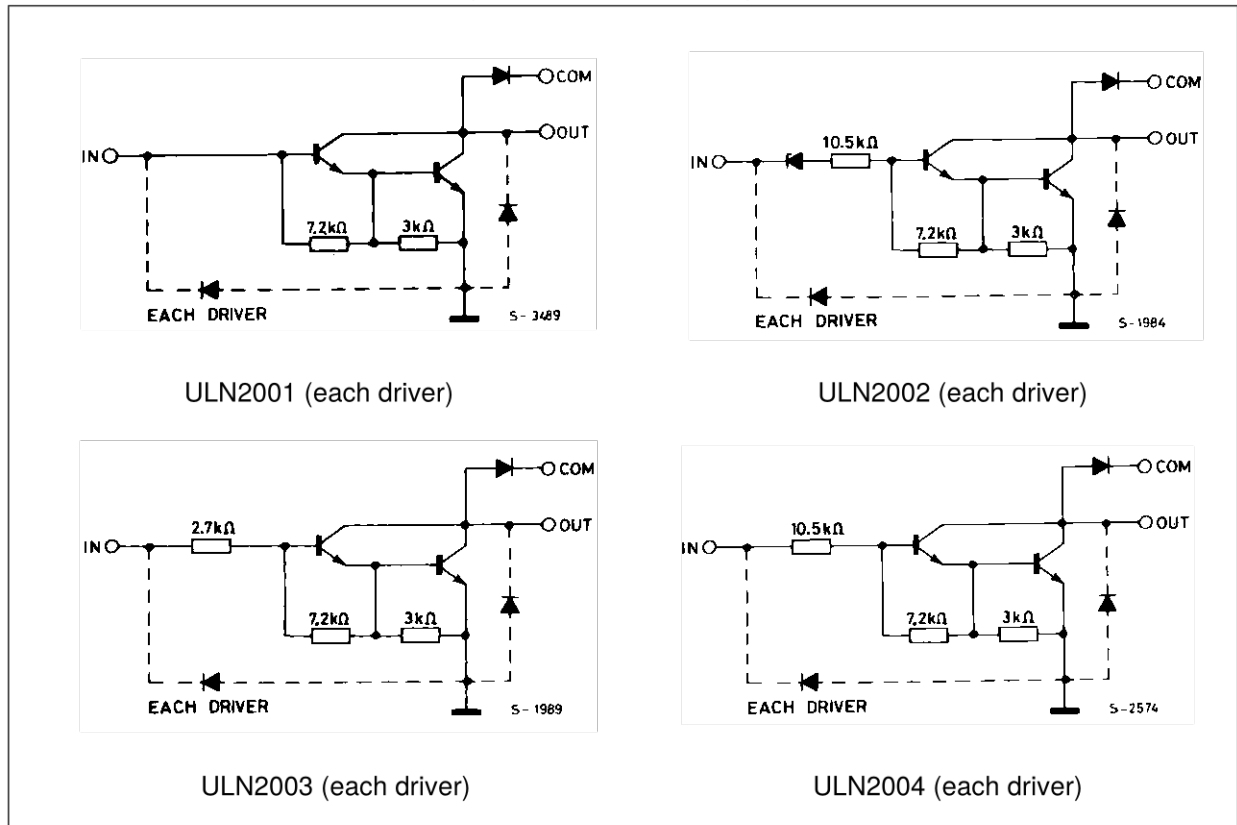 COM
OUT
IN
7.2kΩ 3kΩ
EACH DRIVER
S-3489
ULN2001 (each driver)
COM
OUT
10.5kΩ
IN
7.2kΩ 3kΩ
EACH DRIVER
S-1984
ULN2002 (each driver)
COM
OUT
2.7kΩ
IN
7.2kΩ 3kΩ
EACH DRIVER
S-1989
ULN2003 (each driver)
COM
OUT
10.5kΩ
IN
7.2kΩ 3kΩ
EACH DRIVER
S-2574
ULN2004 (each driver)